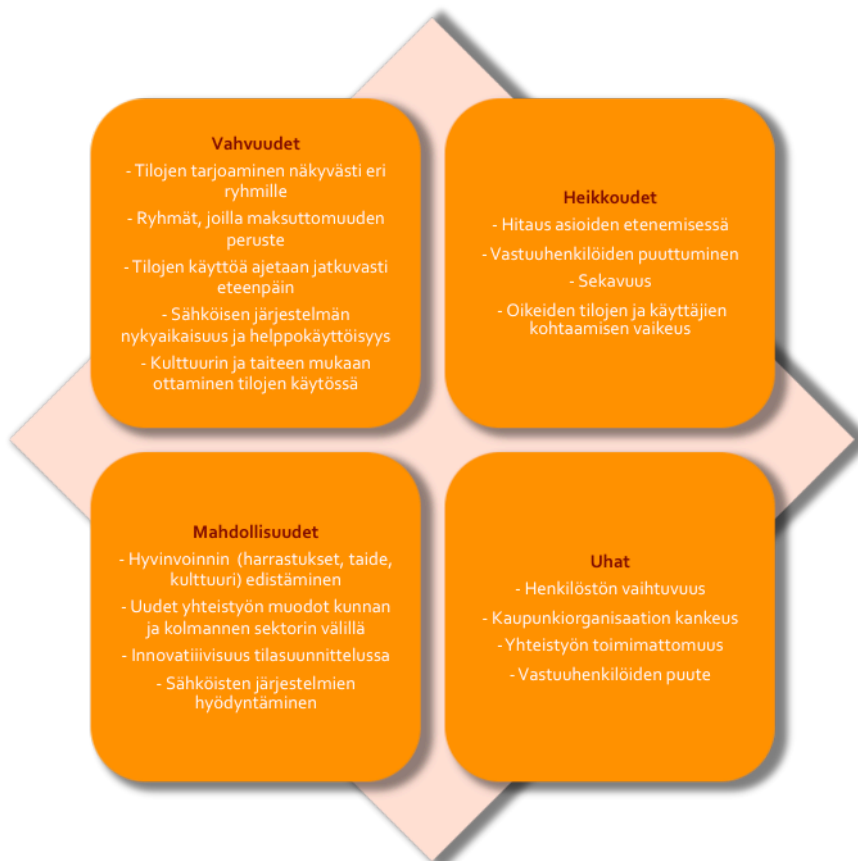 Vahvuudet
- Tilojen tarjoaminen näkyvästi eri
ryhmille
- Ryhmät, joilla maksuttomuuden
peruste
- Tilojen käyttöä ajetaan jatkuvasti
eteenpäin
- Sähköisen järjestelmän
nykyaikaisuus ja helppokäyttöisyys
- Kulttuurin ja taiteen mukaan
ottaminen tilojen käytössä
Heikkoudet
- Hitaus asioiden etenemisessä
- Vastuuhenkilöiden puuttuminen
- Sekavuus
- Oikeiden tilojen ja käyttäjien
kohtaamisen vaikeus
Mahdollisuudet
- Hyvinvoinnin (harrastukset, taide,
kulttuuri) edistäminen
- Uudet yhteistyön muodot kunnan
ja kolmannen sektorin välillä
- Innovatiiivisuus tilasuunnittelussa
- Sähköisten järjestelmien
hyödyntäminen
Uhat
- Henkilöstön vaihtuvuus
- Kaupunkiorganisaation kankeus
- Yhteistyön toimimattomuus
- Vastuuhenkilöiden puute